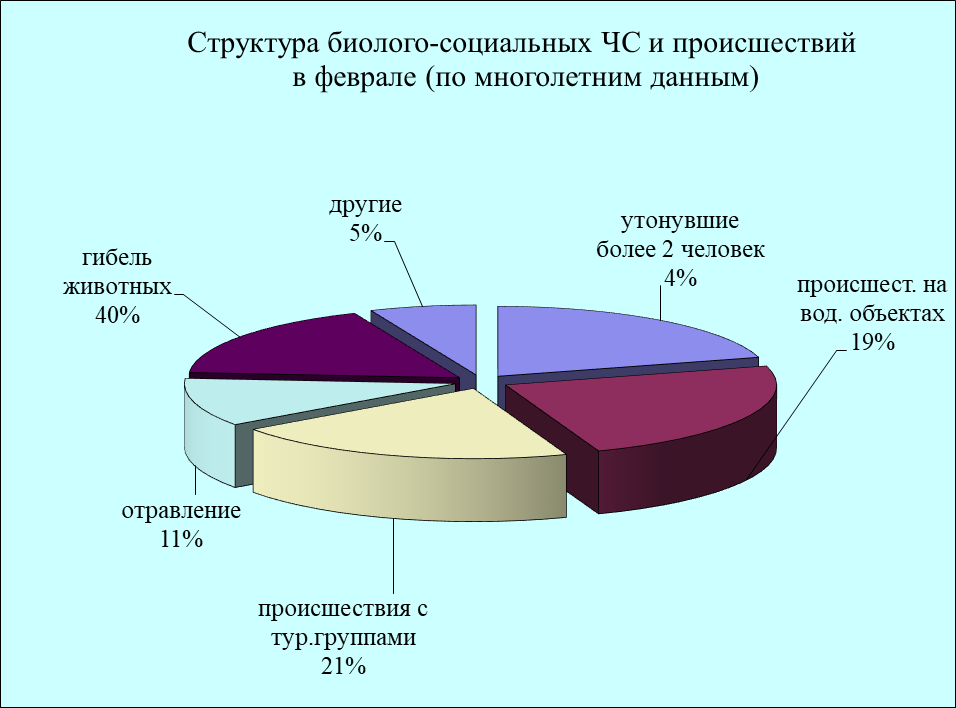 Структура биолого-социальных ЧС и происшествий
в феврале (по многолетним данным)
другие
5%
утонувшие
более 2 человек
4%
гибель
животных
40%
происшест. на
вод. объектах
19%
отравление
11%
происшествия с
тур.группами
21%